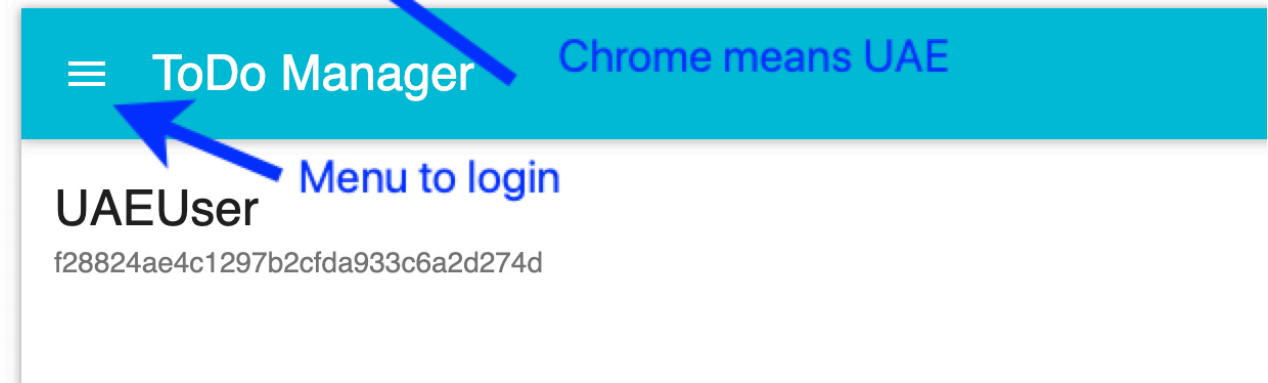 Chrome means UAE
ToDo Manager
Menu to login
UAEUser
f28824ae4c1297b2cfda933c6a2d274d